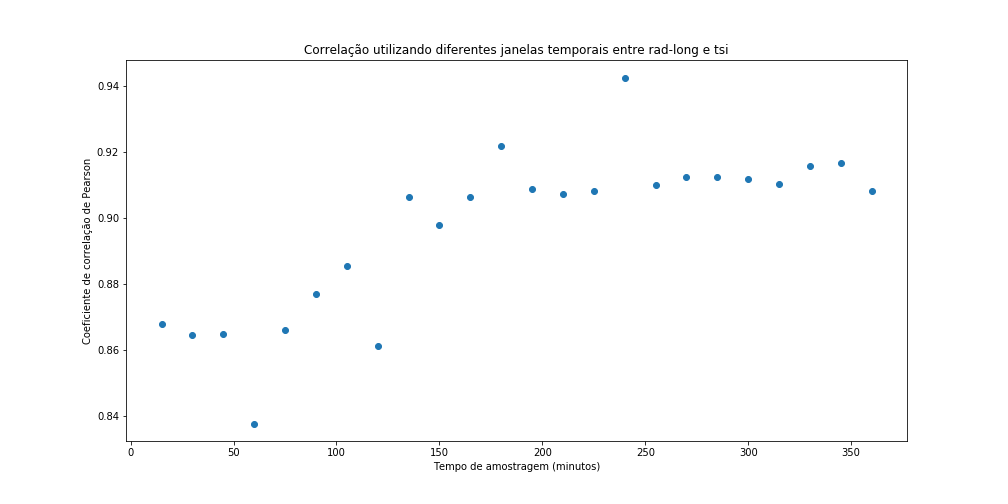 Correlação utilizando diferentes janelas temporais entre rad-long e tsi
0.94
0.92
0.90
0.88
0.86
0.84
Coeficiente de correlação de Pearson
0 50 100 150 200 250 300 350
Tempo de amostragem (minutos)